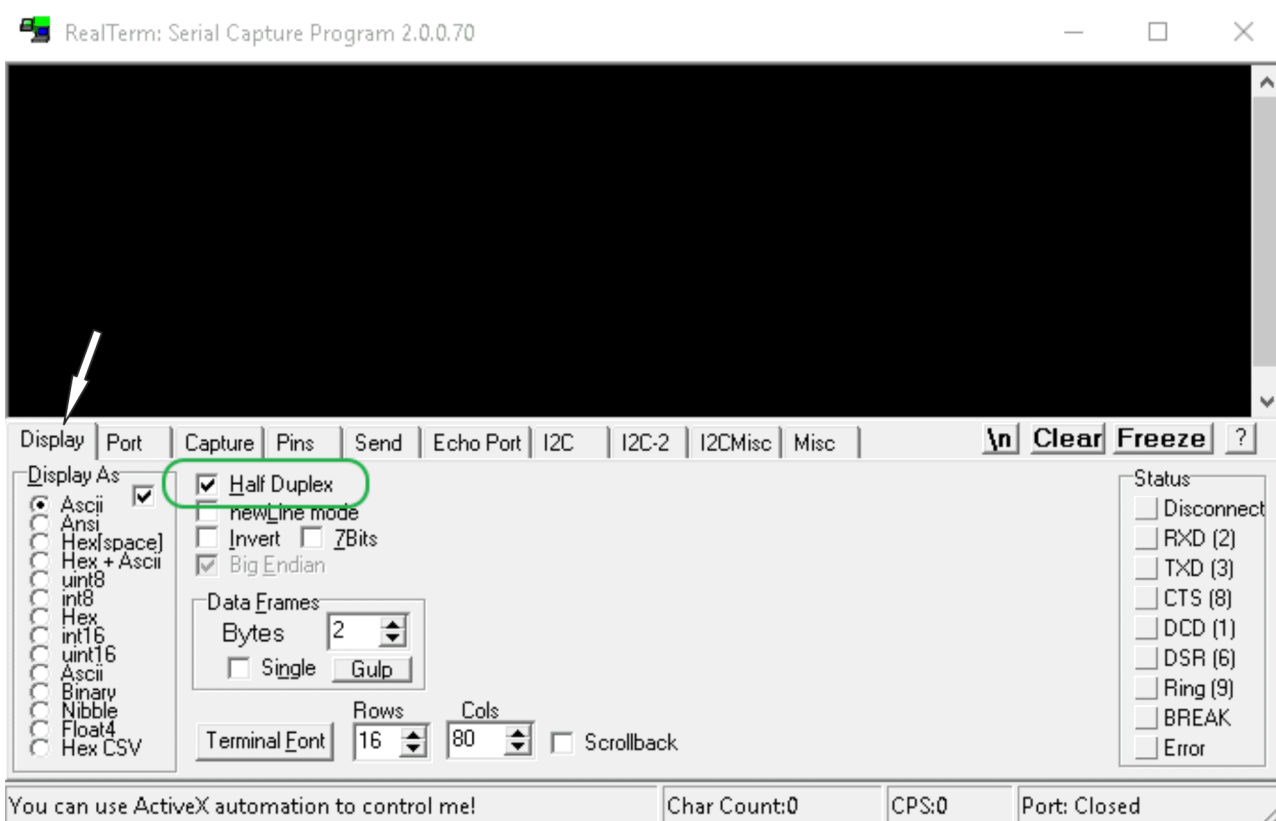 RealTerm: Serial Capture Program 2.0.0.70
Display Port Capture Pins Send Echo Port I2C I2C-2 I2CMisc Misc \n Clear Freeze ?
Display As
Ascii
Ansi
Hex[space]
Hex + Ascii
uint8
int8
Hex
int16
uint16
Ascii
Binary
Nibble
Float4
Hex CSV
Half Duplex
newLine mode
Invert 7Bits
Big Endian
Data Frames
Bytes 2
Single Gulp
Rows Cols
Terminal Font 16 80 Scrollback
Status
Disconnect
RXD (2)
TXD (3)
CTS (8)
DCD (1)
DSR (6)
Ring (9)
BREAK
Error
You can use ActiveX automation to control me! Char Count:0 CPS:0 Port: Closed